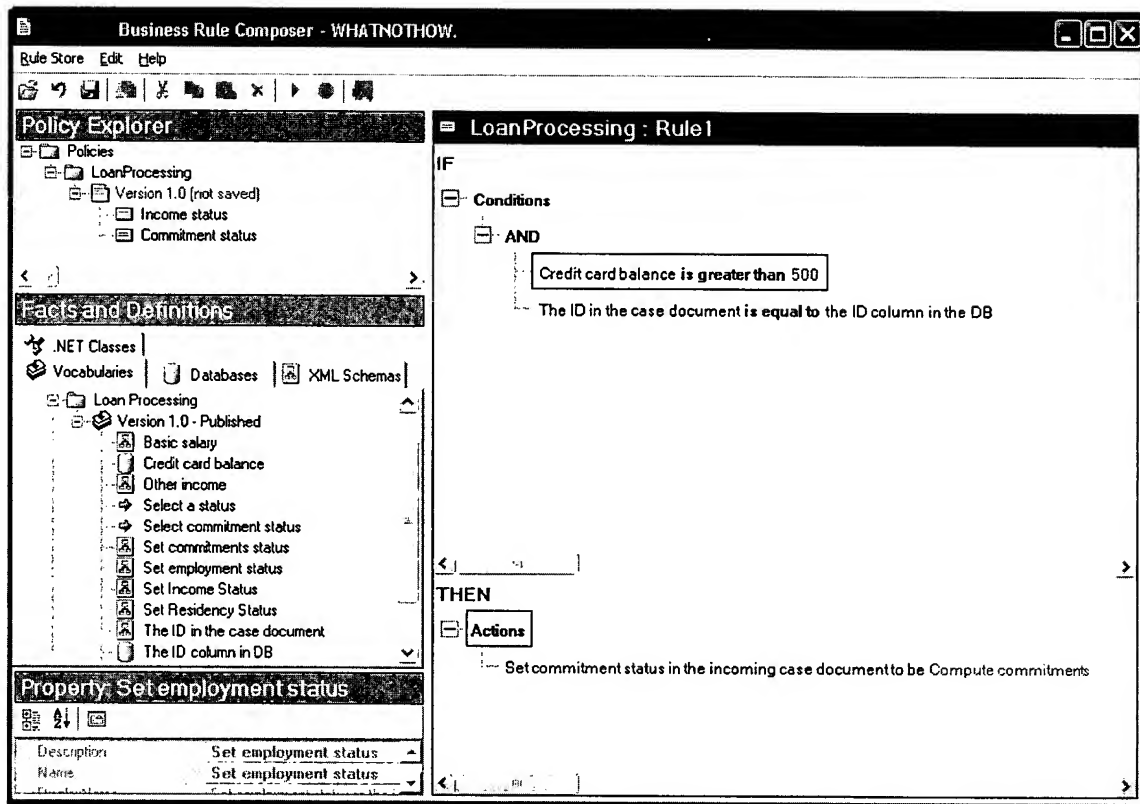 Business Rule Composer - WHATNOTHOW.
Rule Store Edit Help
Policy Explorer
Policies
LoanProcessing
Version 1.0 (not saved)
Income status
Commitment status
Facts and Definitions
.NET Classes
Vocabularies Databases XML Schemas
Loan Processing
Version 1.0 - Published
Basic salary
Credit card balance
Other income
Select a status
Select commitment status
Set commitments status
Set employment status
Set Income Status
Set Residency Status
The ID in the case document
The ID column in DB
Property: Set employment status
Description Set employment status
Name Set employment status
LoanProcessing : Rule1
IF
Conditions
AND
Credit card balance is greater than 500
The ID in the case document is equal to the ID column in the DB
THEN
Actions
Set commitment status in the incoming case document to be Compute commitments